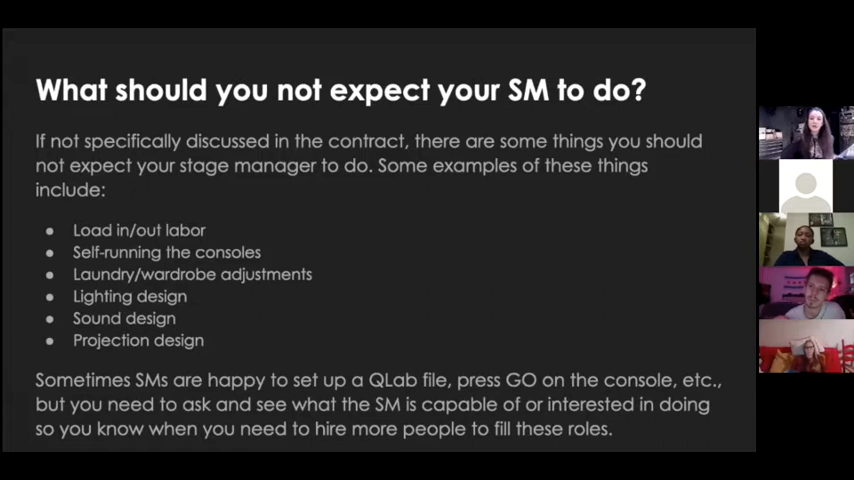 What should you not expect your SM to do?
If not specifically discussed in the contract, there are some things you should
not expect your stage manager to do. Some examples of these things
include:
● Load in/out labor
● Self-running the consoles
● Laundry/wardrobe adjustments
● Lighting design
● Sound design
● Projection design
Sometimes SMs are happy to set up a QLab file, press GO on the console, etc.,
but you need to ask and see what the SM is capable of or interested in doing
so you know when you need to hire more people to fill these roles.